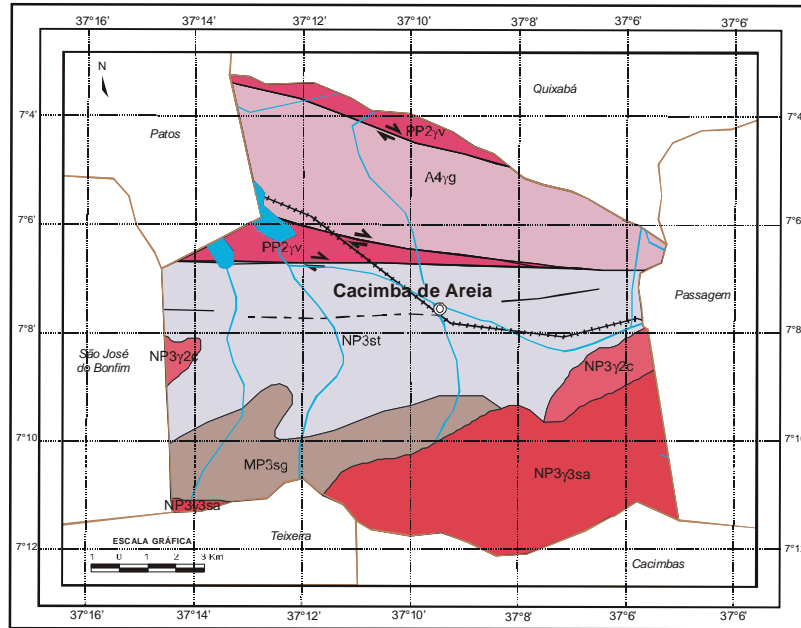 37°16' 37°14' 37°12' 37°10' 37°8' 37°6' 37°6'
N
Quixabá
7°4' 7°4'
Patos
PP2γv
A4γg
7°6' 7°6'
PP2γv
Cacimba de Areia
Passagem
7°8' 7°8'
NP3st
São José
do Bonfim
NP3γ2c
NP3γ2c
7°10' 7°10'
MP3sg
NP3γ3sa
NP3γ3sa
7°12' 7°12'
ESCALA GRÁFICA
1 0 1 2 3 Km
Teixeira
Cacimbas
37°16' 37°14' 37°12' 37°10' 37°8' 37°6' 37°6'